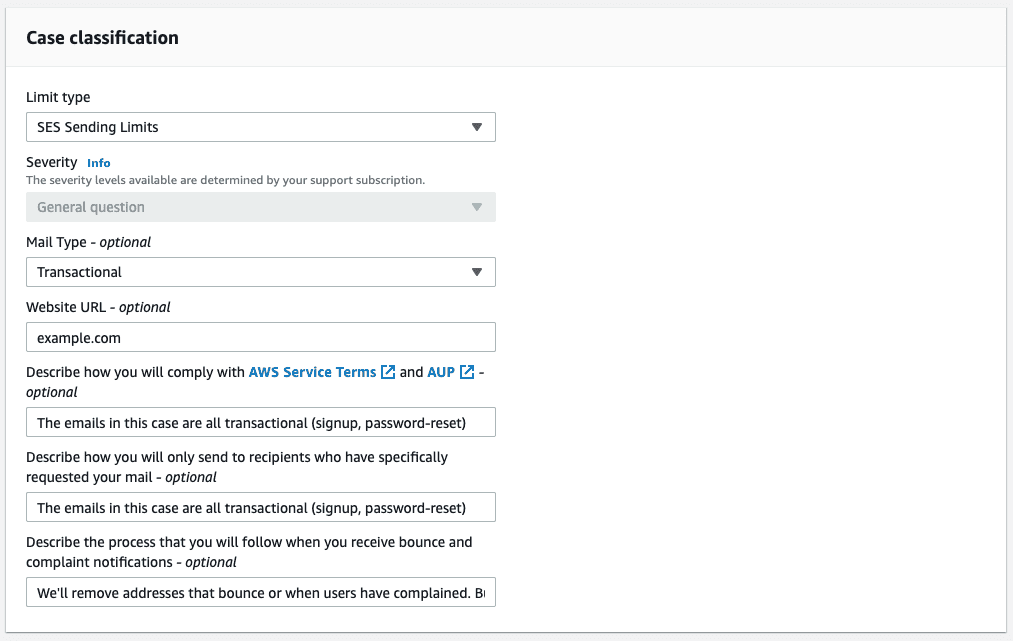 Case classification
Limit type
SES Sending Limits
Severity Info
The severity levels available are determined by your support subscription.
General question
Mail Type - optional
Transactional
Website URL - optional
example.com
Describe how you will comply with AWS Service Terms and AUP -
optional
The emails in this case are all transactional (signup, password-reset)
Describe how you will only send to recipients who have specifically
requested your mail - optional
The emails in this case are all transactional (signup, password-reset)
Describe the process that you will follow when you receive bounce and
complaint notifications - optional
We'll remove addresses that bounce or when users have complained.